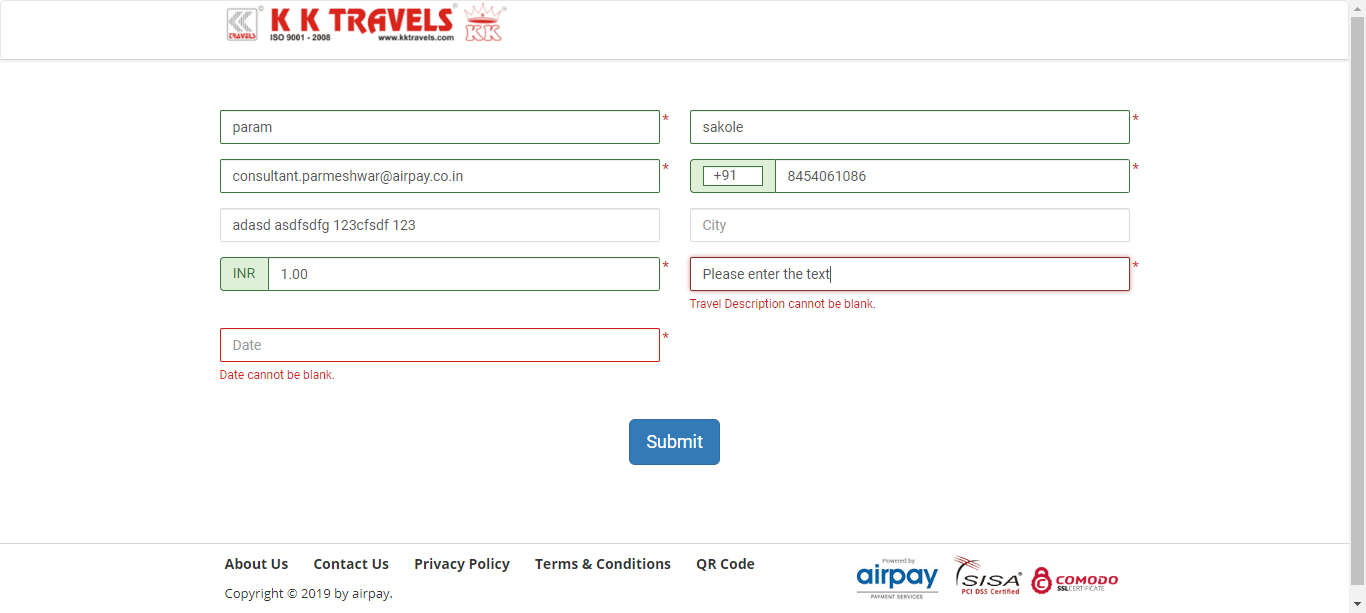 K K TRAVELS
TRAVELS
ISO 9001 - 2008 www.kktravels.com
KK
param *
sakole *
consultant.parmeshwar@airpay.co.in *
+91 8454061086 *
adasd asdfsdfg 123cfsdf 123
City
INR 1.00 *
Please enter the text *
Travel Description cannot be blank.
Date *
Date cannot be blank.
Submit
About Us Contact Us Privacy Policy Terms & Conditions QR Code
Copyright © 2019 by airpay.
Powered by
airpay
PAYMENT SERVICES
SISA
PCI DSS Certified
COMODO
SSL CERTIFICATE